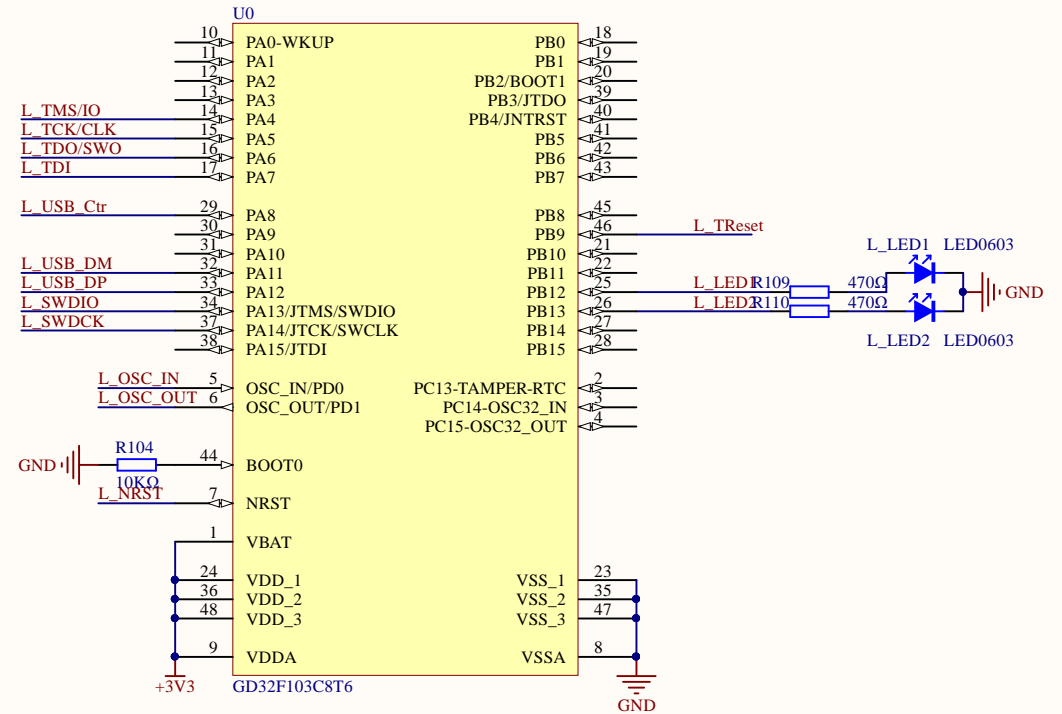 U0
10 PA0-WKUP PB0 18
11 PA1 PB1 19
12 PA2 PB2/BOOT1 20
13 PA3 PB3/JTDO 39
L_TMS/IO 14 PA4 PB4/JNTRST 40
L_TCK/CLK 15 PA5 PB5 41
L_TDO/SWO 16 PA6 PB6 42
L_TDI 17 PA7 PB7 43
L_USB_Ctr 29 PA8 PB8 45
30 PA9 PB9 46 L_TReset
31 PA10 PB10 21
L_LED1 LED0603
L_USB_DM 32 PA11 PB11 22
L_USB_DP 33 PA12 PB12 25 L_LED1 R109 470Ω GND
L_SWDIO 34 PA13/JTMS/SWDIO PB13 26 L_LED2 R110 470Ω
L_SWDCK 37 PA14/JTCK/SWCLK PB14 27
L_LED2 LED0603
38 PA15/JTDI PB15 28
L_OSC_IN 5 OSC_IN/PD0 PC13-TAMPER-RTC 2
L_OSC_OUT 6 OSC_OUT/PD1 PC14-OSC32_IN 3
PC15-OSC32_OUT 4
R104
GND 44 BOOT0
10KΩ
L_NRST 7 NRST
1 VBAT
24 VDD_1 VSS_1 23
36 VDD_2 VSS_2 35
48 VDD_3 VSS_3 47
9 VDDA VSSA 8
+3V3 GD32F103C8T6
GND